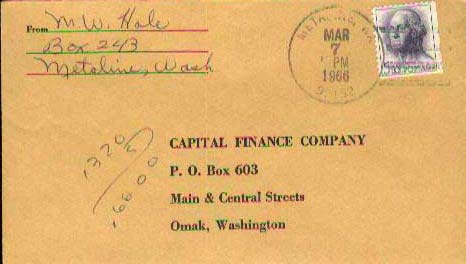 From M.W. Hale
Box 243
Metaline, Wash
METALINE,
MAR
7
PM
1966
CAPITAL FINANCE COMPANY
P. O. Box 603
Main & Central Streets
Omak, Washington